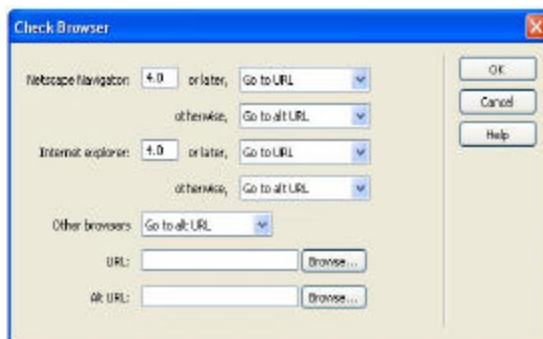 Check Browser
Netscape Navigator: 4.0 or later, Go to URL
otherwise, Go to alt URL
Internet explorer: 4.0 or later, Go to URL
otherwise, Go to alt URL
Other browsers Go to alt URL
URL: Browse...
Alt URL: Browse...
OK
Cancel
Help